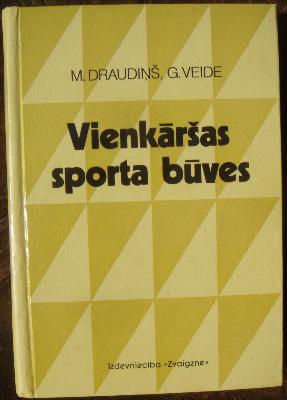 M. DRAUDIŅŠ, G. VEIDE
Vienkāršas
sporta būves
Izdevniecība »Zvaigzne»